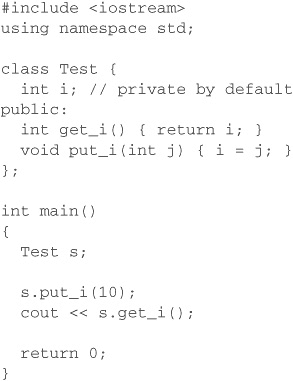 #include <iostream>
using namespace std;
class Test {
int i; // private by default
public:
int get_i() { return i; }
void put_i(int j) { i = j; }
};
int main()
{
Test s;
s.put_i(10);
cout << s.get_i();
return 0;
}